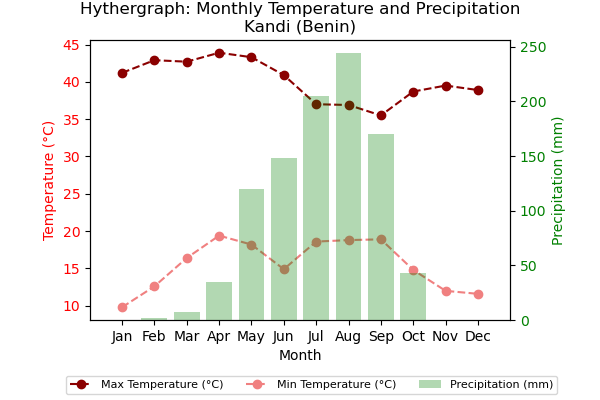 Hythergraph: Monthly Temperature and Precipitation
Kandi (Benin)
Temperature (°C)
45
40
35
30
25
20
15
10
250
200
150
100
50
0
Precipitation (mm)
Jan Feb Mar Apr May Jun Jul Aug Sep Oct Nov Dec
Month
Max Temperature (°C) Min Temperature (°C) Precipitation (mm)